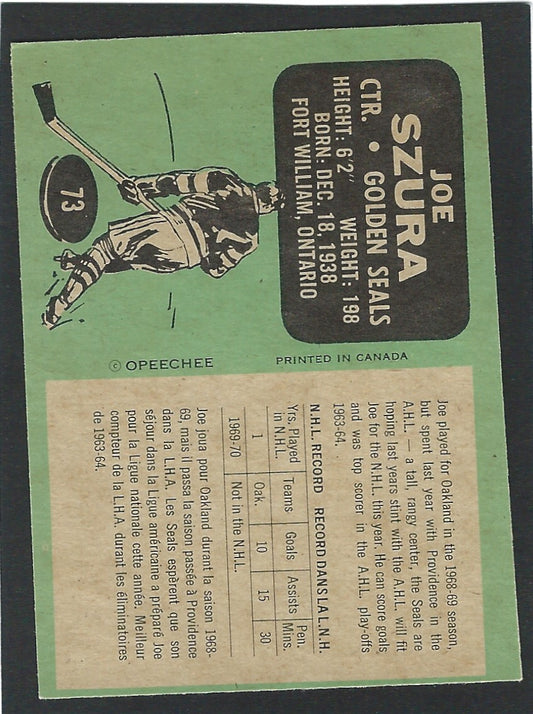 JOE
SZURA
CTR. • GOLDEN SEALS
HEIGHT: 6'2" WEIGHT: 198
BORN: DEC. 18, 1938
FORT WILLIAM, ONTARIO
73
© OPEECHEE
PRINTED IN CANADA
Joe played for Oakland in the 1968-69 season,
but spent last year with Providence in the
A.H.L. — a tall, rangy center, the Seals are
hoping last years stint with the A.H.L. will fit
Joe for the N.H.L. this year. He can score goals
and was top scorer in the A.H.L. play-offs
1963-64.
N.H.L. RECORD RECORD DANS LA L.N.H.
Yrs. Played in N.H.L. Teams Goals Assists Pen. Mins.
1 Oak. 10 15 30
1969-70 Not in the N.H.L.
Joe joua pour Oakland durant la saison 1968-
69, mais il passa la saison passée à Providence
dans la L.H.A. Les Seals espèrent que son
séjour dans la Ligue américaine a préparé Joe
pour la Ligue nationale cette année. Meilleur
compteur de la L.H.A. durant les éliminatoires
de 1963-64.